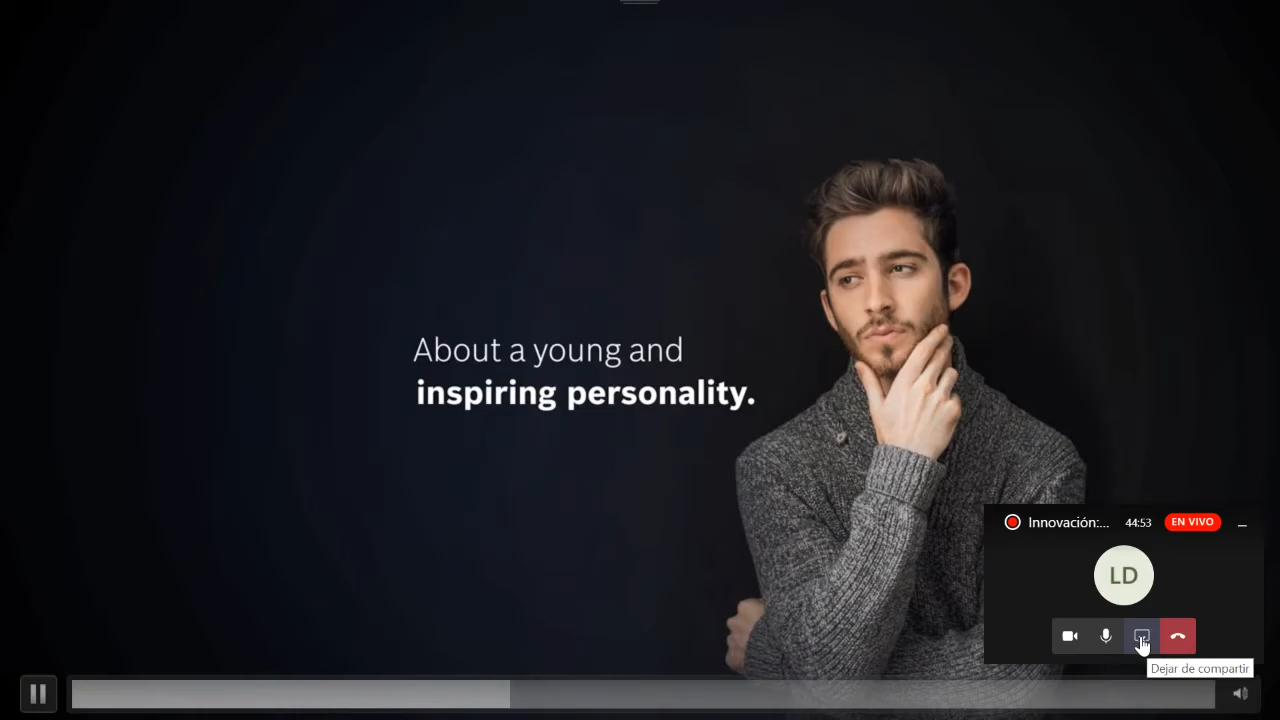 About a young and
inspiring personality.
Innovación:... 44:53 EN VIVO
LD
Dejar de compartir